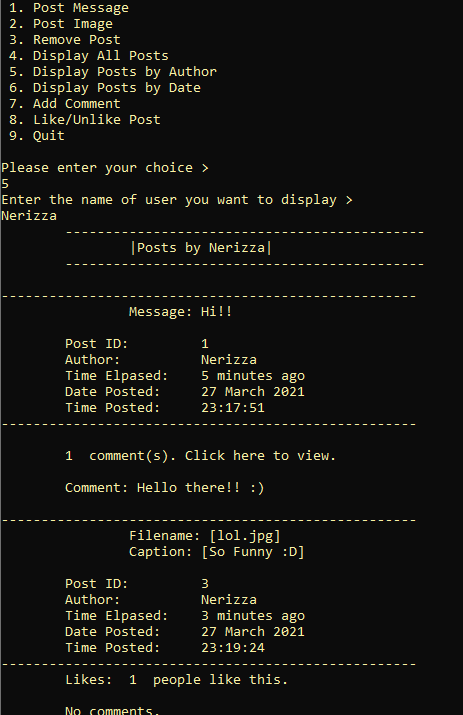 1. Post Message
2. Post Image
3. Remove Post
4. Display All Posts
5. Display Posts by Author
6. Display Posts by Date
7. Add Comment
8. Like/Unlike Post
9. Quit
Please enter your choice >
5
Enter the name of user you want to display >
Nerizza
---------------------------------------------
|Posts by Nerizza|
---------------------------------------------
----------------------------------------------------
Message: Hi!!
Post ID: 1
Author: Nerizza
Time Elpased: 5 minutes ago
Date Posted: 27 March 2021
Time Posted: 23:17:51
----------------------------------------------------
1 comment(s). Click here to view.
Comment: Hello there!! :)
----------------------------------------------------
Filename: [lol.jpg]
Caption: [So Funny :D]
Post ID: 3
Author: Nerizza
Time Elpased: 3 minutes ago
Date Posted: 27 March 2021
Time Posted: 23:19:24
----------------------------------------------------
Likes: 1 people like this.
No comments.